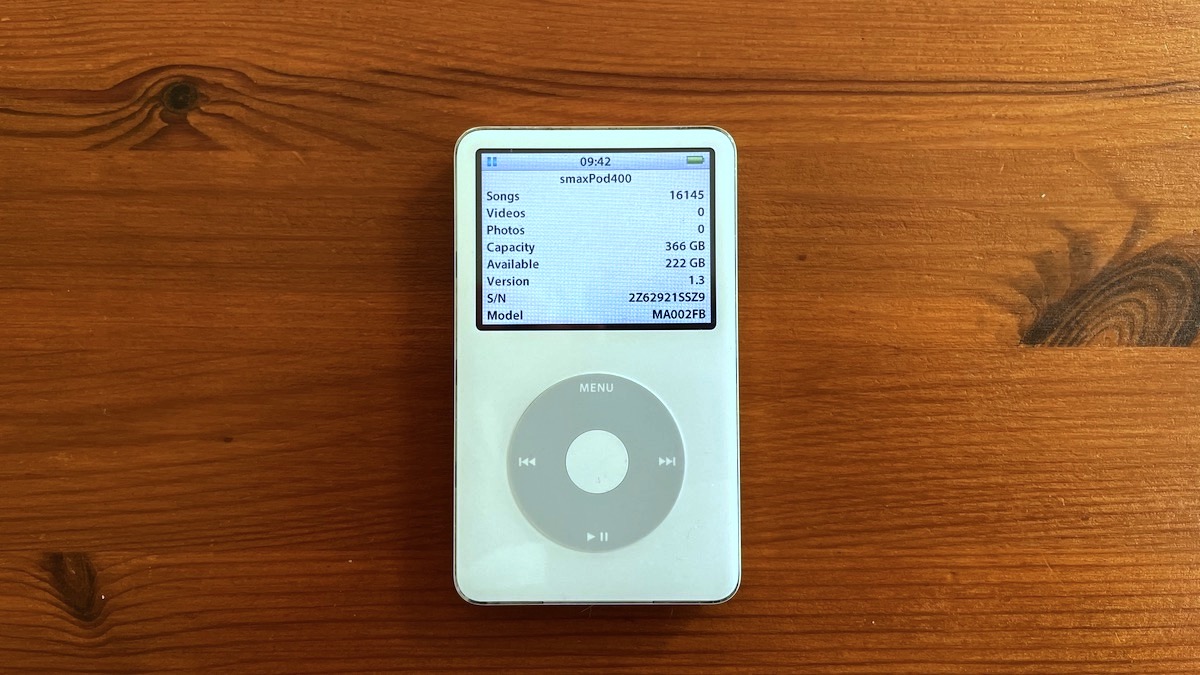 09:42
smaxPod400
Songs 16145
Videos 0
Photos 0
Capacity 366 GB
Available 222 GB
Version 1.3
S/N 2Z62921SSZ9
Model MA002FB
MENU